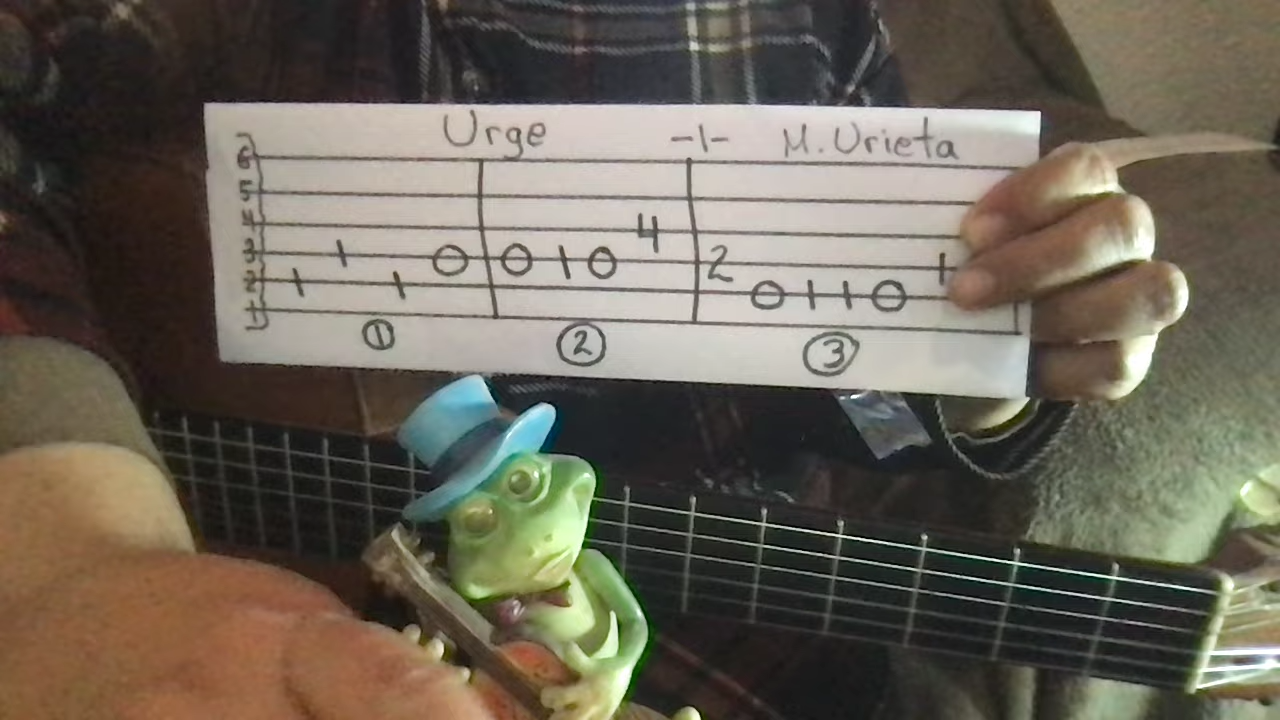 Urge -1- M. Urieta
6
5
4 4
3 1 0 0 1 0 2 1
2 1 1 0 1 1 0
1
① ② ③